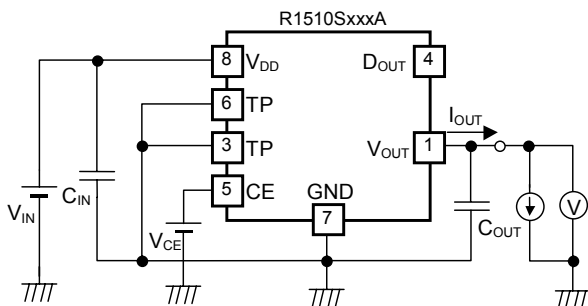 R1510SxxxA
8 VDD DOUT 4
6 TP
IOUT
3 TP VOUT 1
5 CE GND
7
VIN CIN VCE COUT V